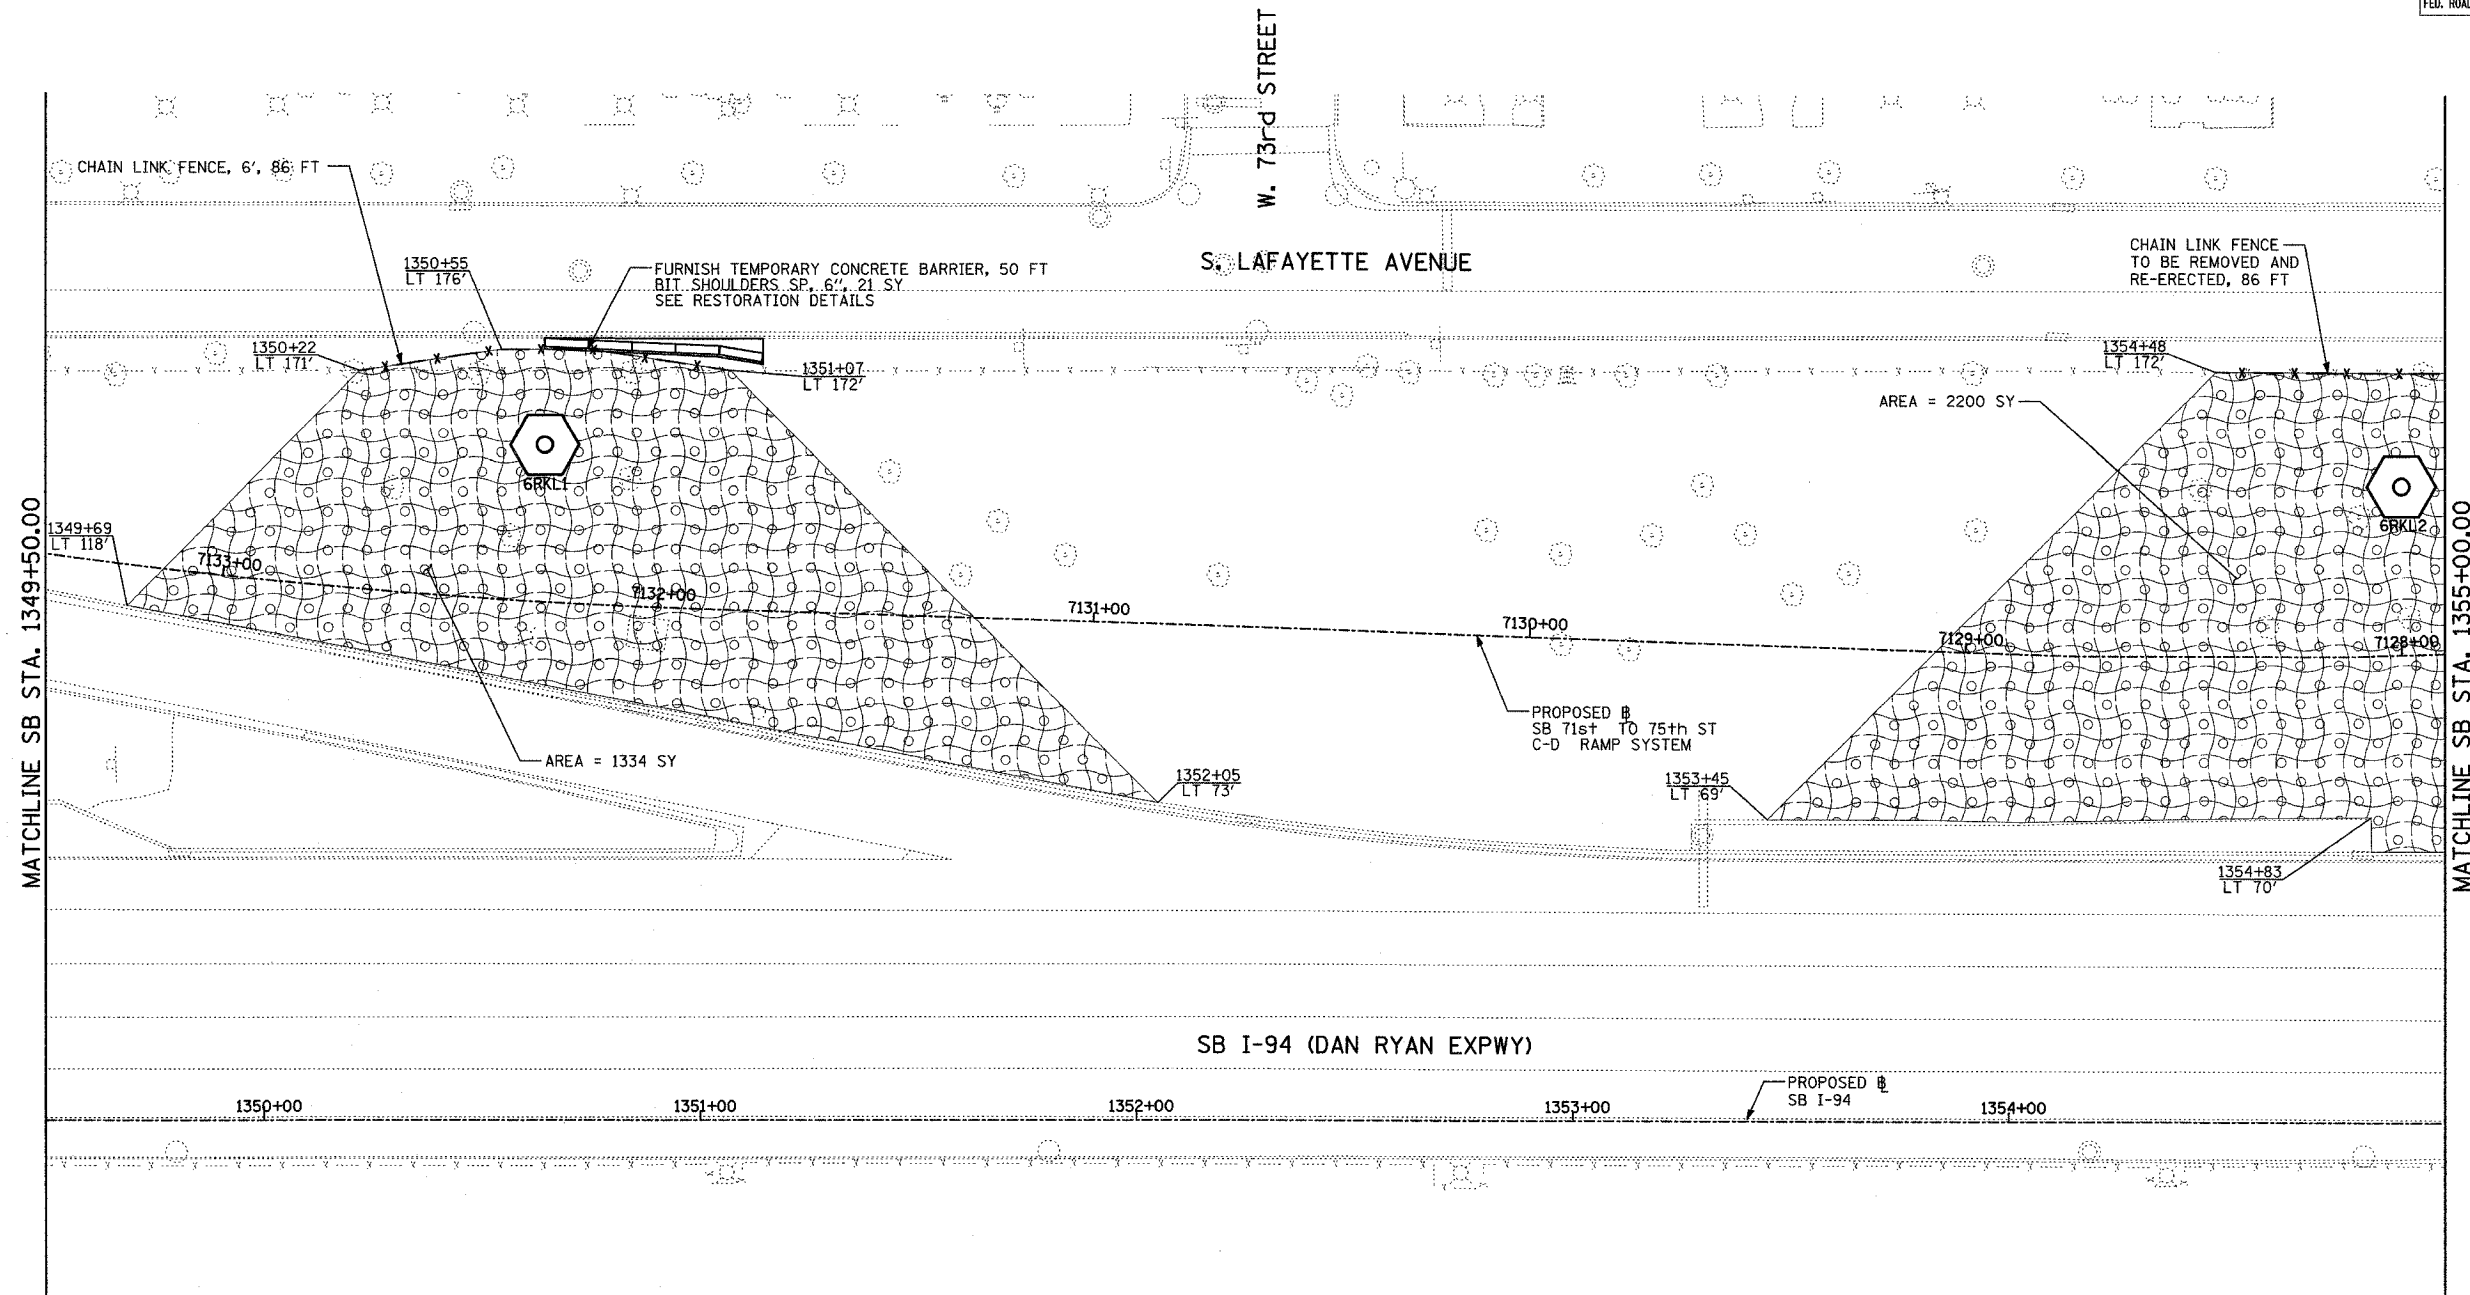 FED. ROAD
W. 73rd STREET
CHAIN LINK FENCE, 6', 86 FT
1350+55
LT 176'
FURNISH TEMPORARY CONCRETE BARRIER, 50 FT
BIT SHOULDERS SP, 6", 21 SY
SEE RESTORATION DETAILS
S. LAFAYETTE AVENUE
CHAIN LINK FENCE
TO BE REMOVED AND
RE-ERECTED, 86 FT
1350+22
LT 171'
1351+07
LT 172'
1354+48
LT 172'
AREA = 2200 SY
6RKL1
6RKL2
MATCHLINE SB STA. 1349+50.00
1349+69
LT 118'
7133+00
7132+00
7131+00
7130+00
7129+00
7128+00
MATCHLINE SB STA. 1355+00.00
PROPOSED B
SB 71st TO 75th ST
C-D RAMP SYSTEM
AREA = 1334 SY
1352+05
LT 73'
1353+45
LT 69'
1354+83
LT 70'
SB I-94 (DAN RYAN EXPWY)
PROPOSED B
SB I-94
1350+00
1351+00
1352+00
1353+00
1354+00